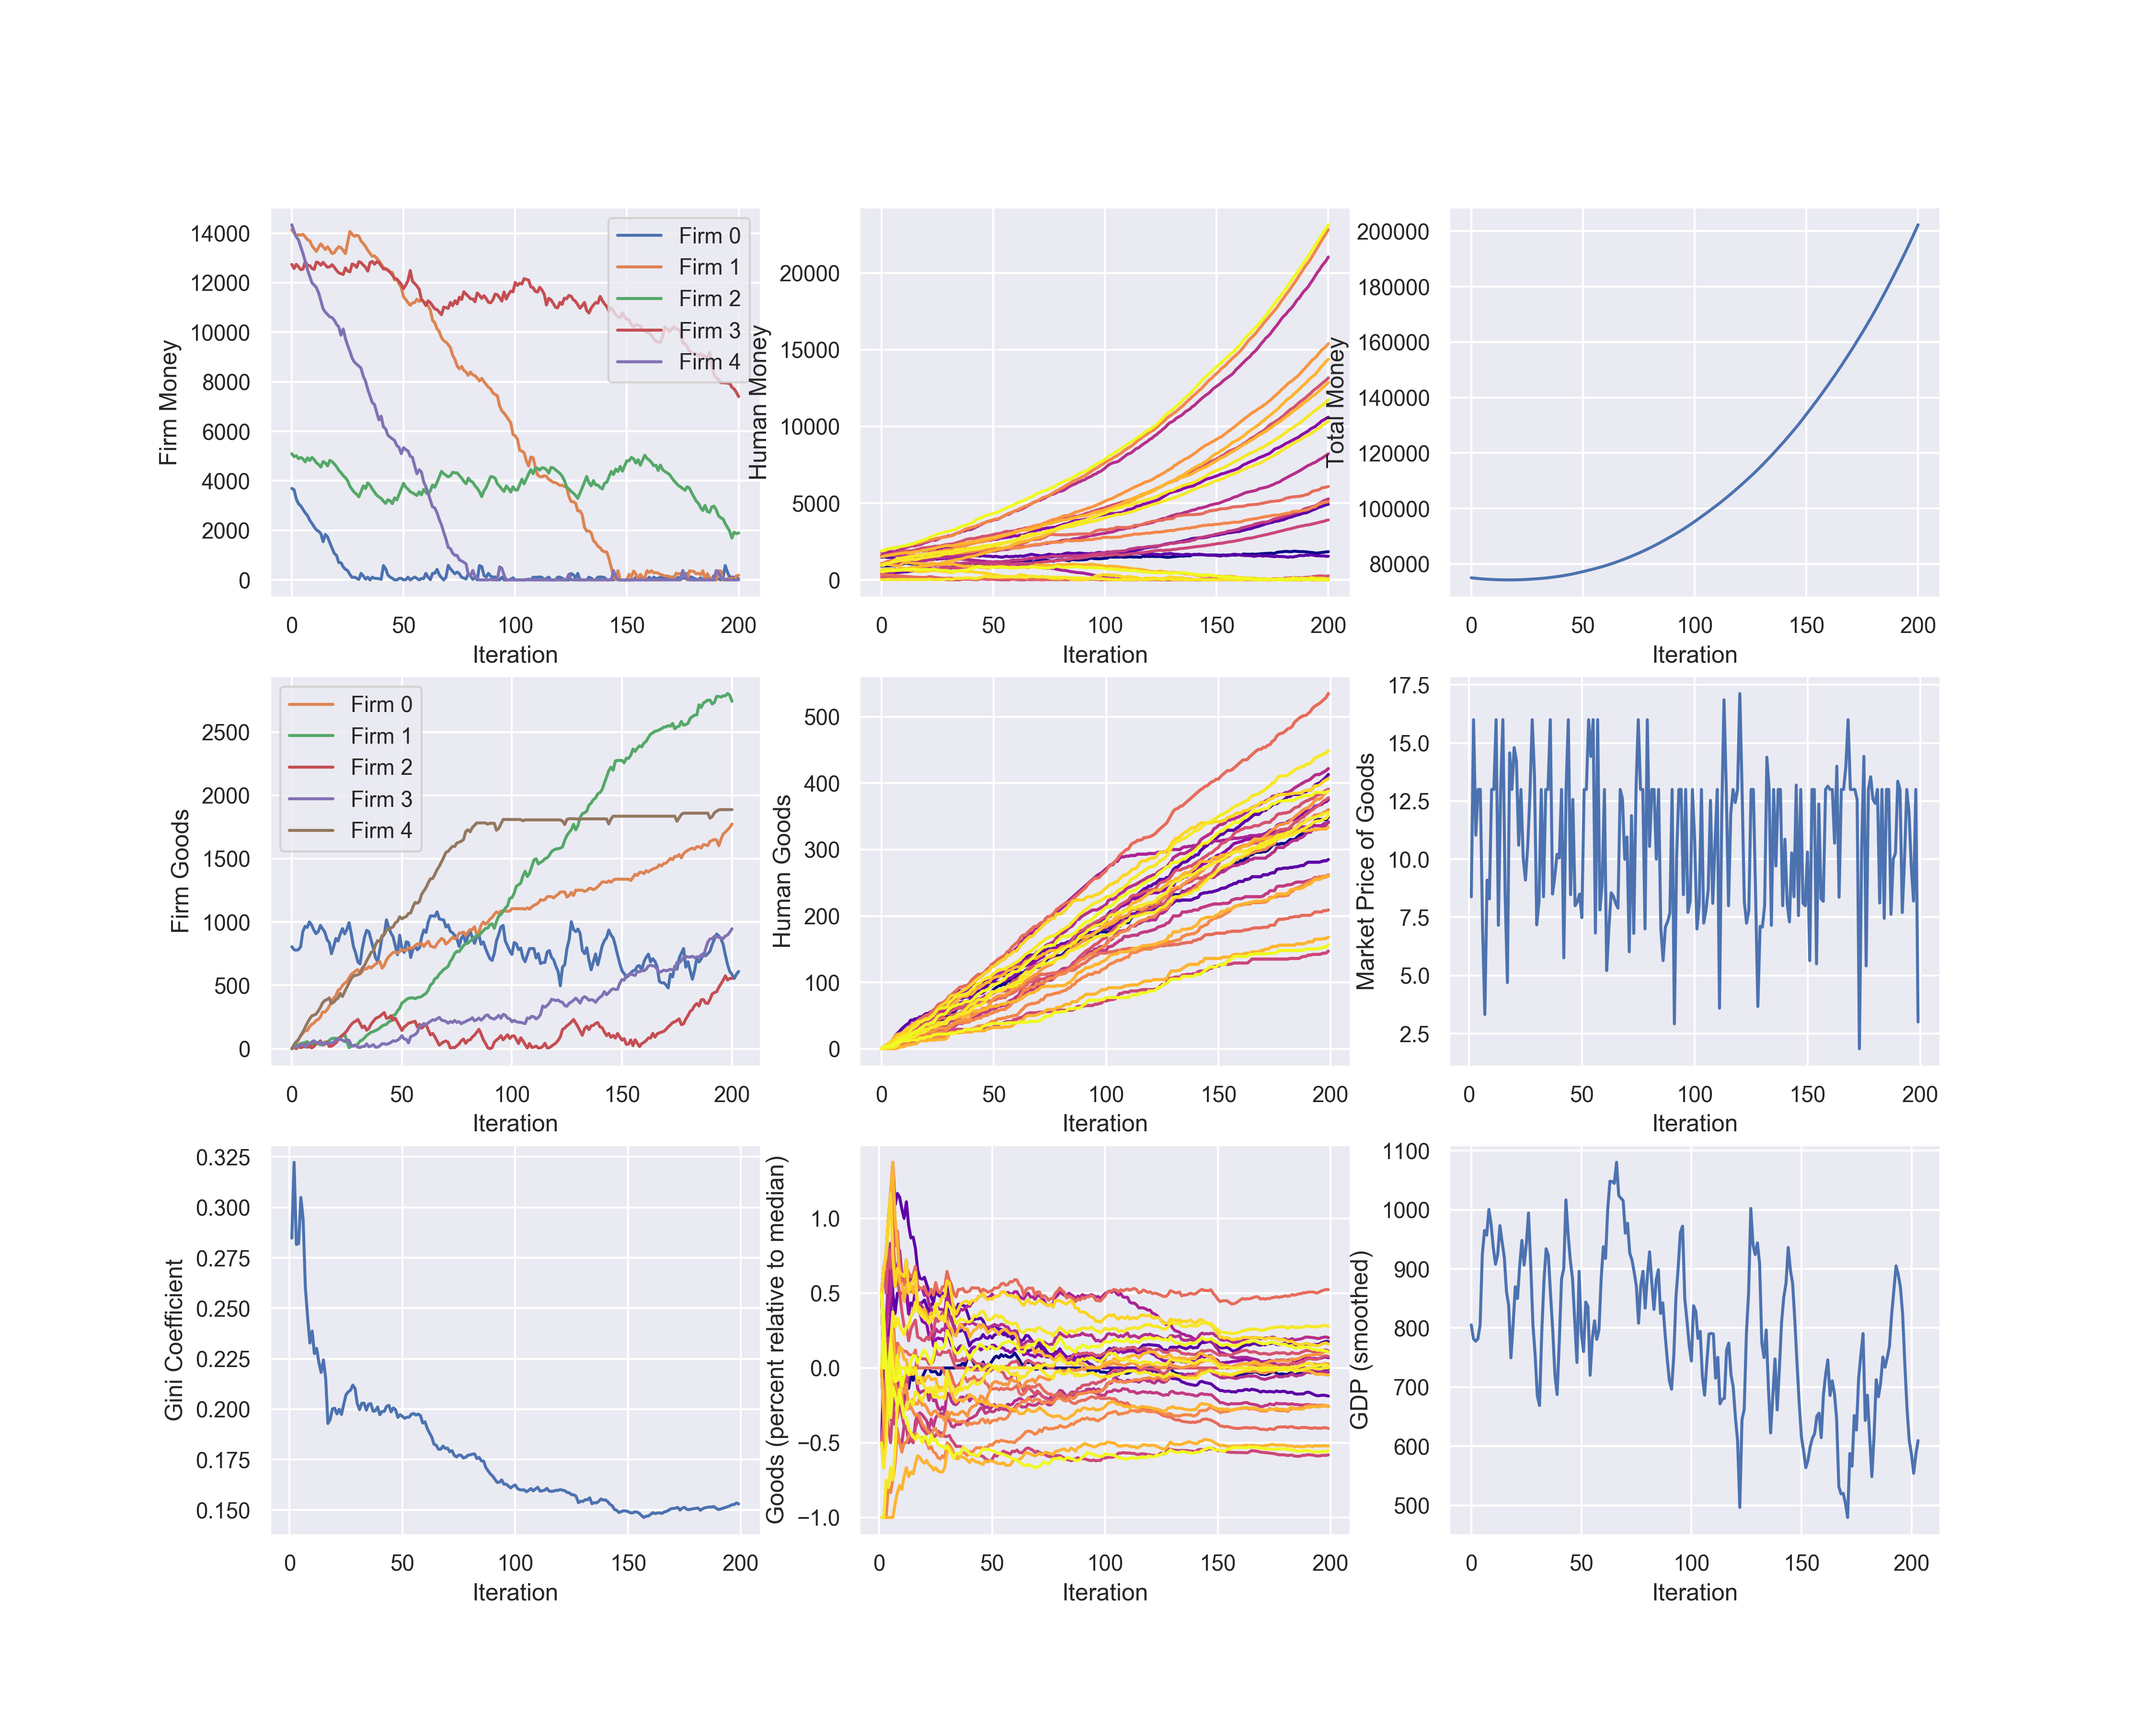 14000
12000
10000
8000
6000
4000
2000
0
Firm Money
Firm 0
Firm 1
Firm 2
Firm 3
Firm 4
0 50 100 150 200
Iteration
20000
15000
10000
5000
0
Human Money
0 50 100 150 200
Iteration
200000
180000
160000
140000
120000
100000
80000
Total Money
0 50 100 150 200
Iteration
2500
2000
1500
1000
500
0
Firm Goods
Firm 0
Firm 1
Firm 2
Firm 3
Firm 4
0 50 100 150 200
Iteration
500
400
300
200
100
0
Human Goods
0 50 100 150 200
Iteration
17.5
15.0
12.5
10.0
7.5
5.0
2.5
Market Price of Goods
0 50 100 150 200
Iteration
0.325
0.300
0.275
0.250
0.225
0.200
0.175
0.150
Gini Coefficient
0 50 100 150 200
Iteration
1.0
0.5
0.0
−0.5
−1.0
Goods (percent relative to median)
0 50 100 150 200
Iteration
1100
1000
900
800
700
600
500
GDP (smoothed)
0 50 100 150 200
Iteration